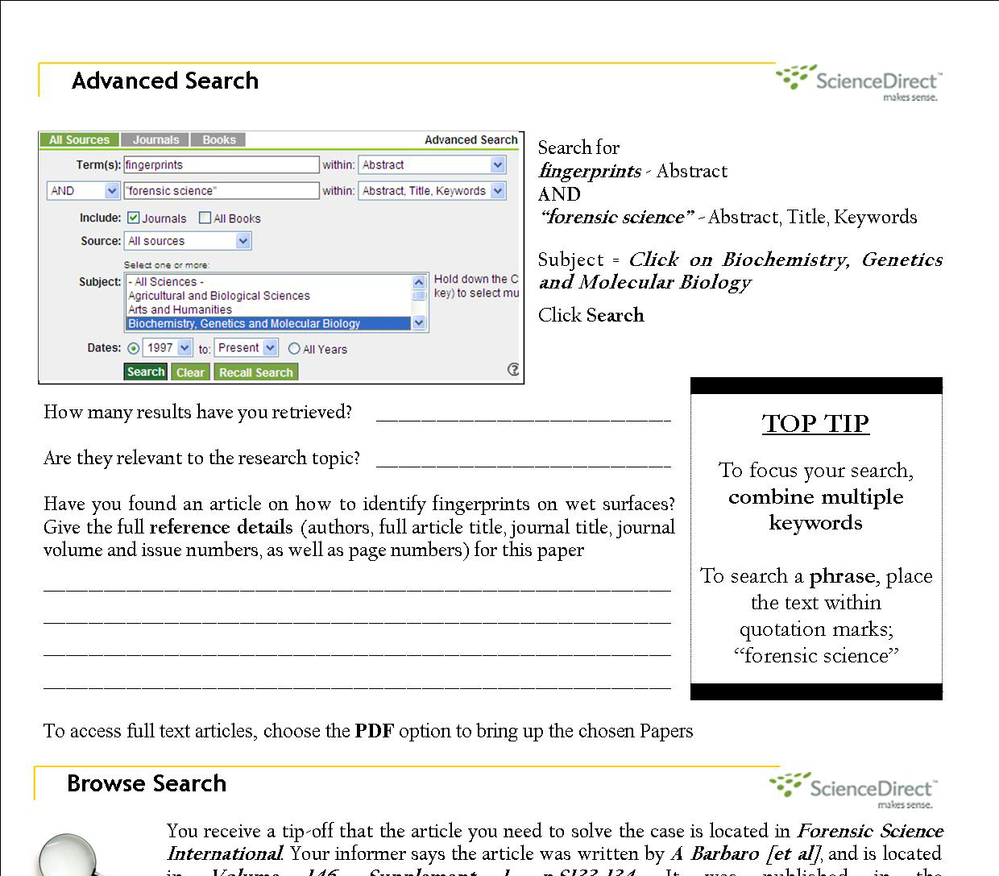 Advanced Search
ScienceDirect™
makes sense.
All Sources Journals Books Advanced Search
Term(s): fingerprints within: Abstract
AND "forensic science" within: Abstract, Title, Keywords
Include: Journals All Books
Source: All sources
Select one or more:
Subject: - All Sciences - Hold down the C
Agricultural and Biological Sciences key) to select mu
Arts and Humanities
Biochemistry, Genetics and Molecular Biology
Dates: 1997 to: Present All Years
Search Clear Recall Search ?
Search for
fingerprints - Abstract
AND
“forensic science” - Abstract, Title, Keywords
Subject = Click on Biochemistry, Genetics
and Molecular Biology
Click Search
How many results have you retrieved?
Are they relevant to the research topic?
Have you found an article on how to identify fingerprints on wet surfaces?
Give the full reference details (authors, full article title, journal title, journal
volume and issue numbers, as well as page numbers) for this paper
TOP TIP
To focus your search,
combine multiple
keywords
To search a phrase, place
the text within
quotation marks;
“forensic science”
To access full text articles, choose the PDF option to bring up the chosen Papers
Browse Search
ScienceDirect™
makes sense.
You receive a tip-off that the article you need to solve the case is located in Forensic Science
International. Your informer says the article was written by A Barbaro [et al], and is located
in Volume 146, Supplement 1, p.S133-134. It was published in the